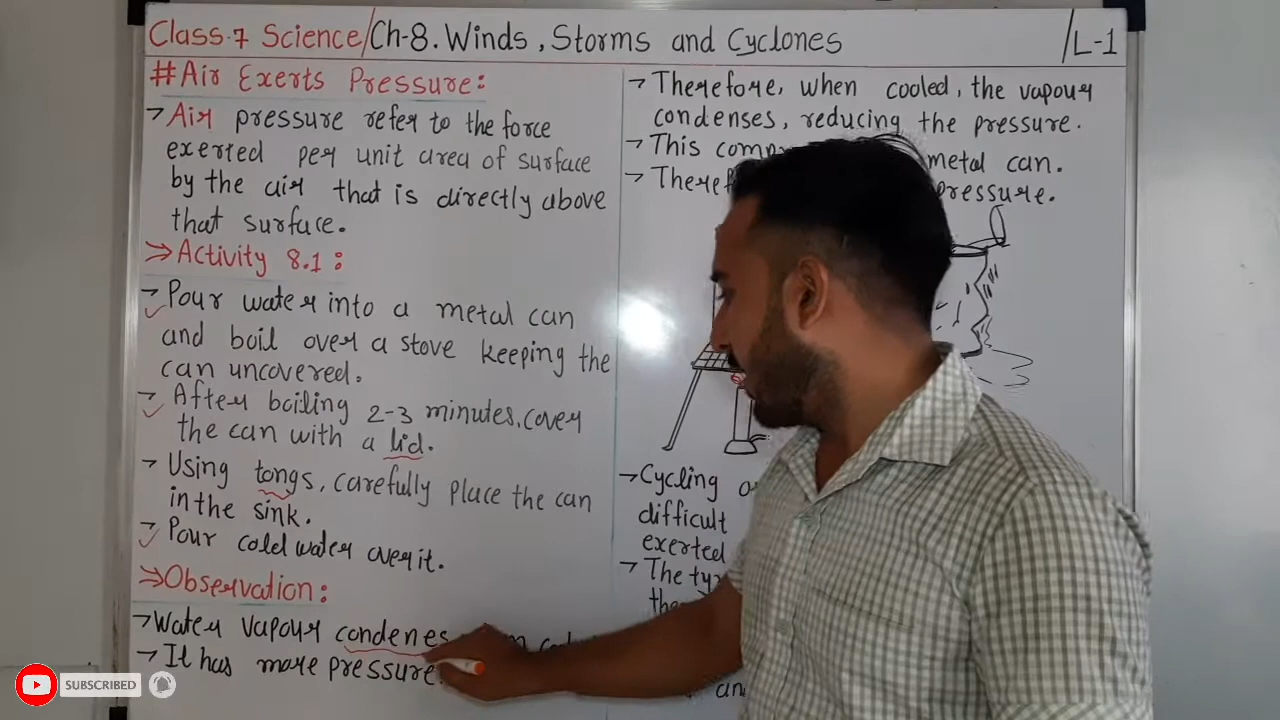 Class-7 Science/Ch-8. Winds, Storms and Cyclones /L-1
#Air Exerts Pressure:
→ Air pressure refer to the force
exerted per unit area of surface
by the air that is directly above
that surface.
⇒ Activity 8.1:
→ Pour water into a metal can
and boil over a stove keeping the
can uncovered.
→ After boiling 2-3 minutes, cover
the can with a lid.
→ Using tongs, carefully place the can
in the sink.
→ Pour cold water over it.
⇒ Observation:
→ Water vapour condenes
→ It has more pressure.
→ Therefore, when cooled, the vapour
condenses, reducing the pressure.
→ This metal can.
→ pressure.
→ Cycling
difficult
exerted
→ The
an
SUBSCRIBED